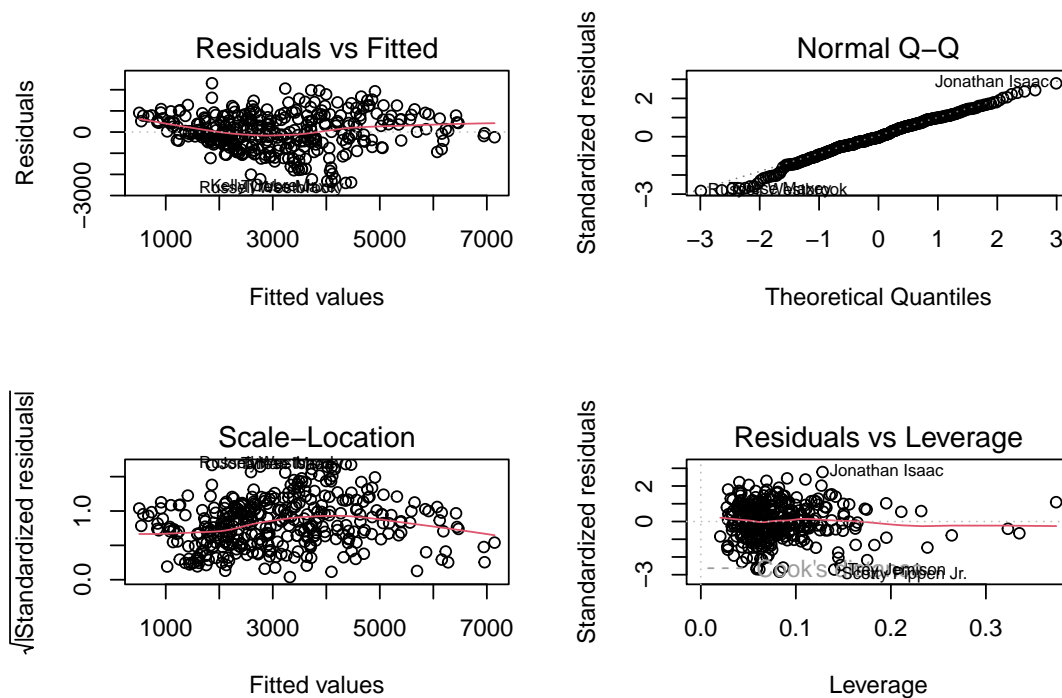 Residuals vs Fitted
Residuals
0
−3000
1000 3000 5000 7000
Fitted values
Normal Q−Q
Standardized residuals
Jonathan Isaac
2
0
−3
−3 −2 −1 0 1 2 3
Theoretical Quantiles
Scale−Location
√|Standardized residuals|
1.0
0.0
1000 3000 5000 7000
Fitted values
Residuals vs Leverage
Standardized residuals
Jonathan Isaac
2
0
−3
Cook's
Trey Jemison
Scotty Pippen Jr.
0.0 0.1 0.2 0.3
Leverage